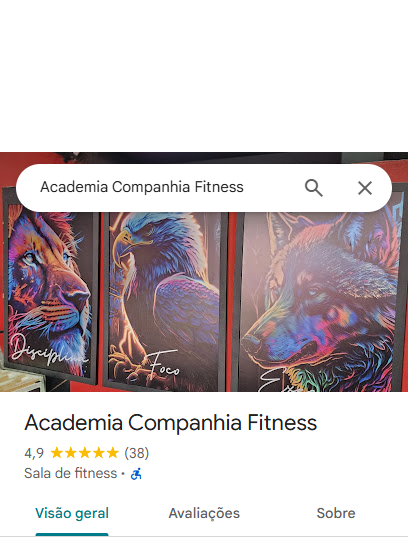 Academia Companhia Fitness
Disciplina
Foco
Academia Companhia Fitness
4,9 (38)
Sala de fitness ·
Visão geral
Avaliações
Sobre